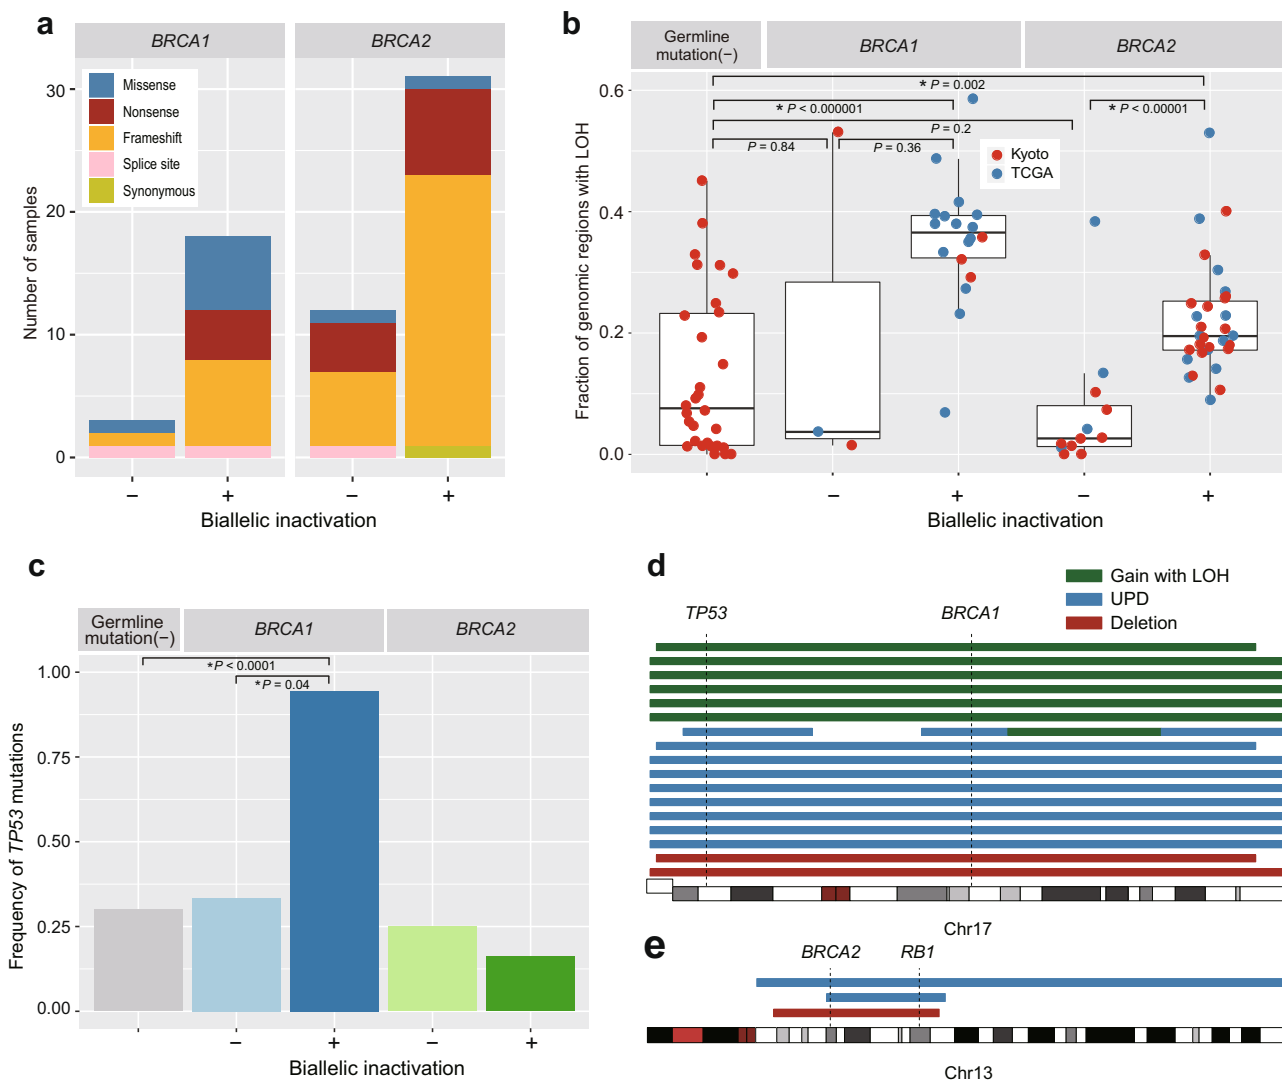 a
BRCA1
BRCA2
Missense
Nonsense
Frameshift
Splice site
Synonymous
Number of samples
30
20
10
0
−
+
−
+
Biallelic inactivation
b
Germline
mutation(−)
BRCA1
BRCA2
* P = 0.002
* P < 0.000001
* P < 0.00001
P = 0.2
P = 0.84
P = 0.36
Kyoto
TCGA
Fraction of genomic regions with LOH
0.6
0.4
0.2
0.0
−
+
−
+
Biallelic inactivation
c
Germline
mutation(−)
BRCA1
BRCA2
*P < 0.0001
*P = 0.04
Frequency of TP53 mutations
1.00
0.75
0.50
0.25
0.00
−
+
−
+
Biallelic inactivation
d
Gain with LOH
UPD
Deletion
TP53
BRCA1
Chr17
e
BRCA2
RB1
Chr13